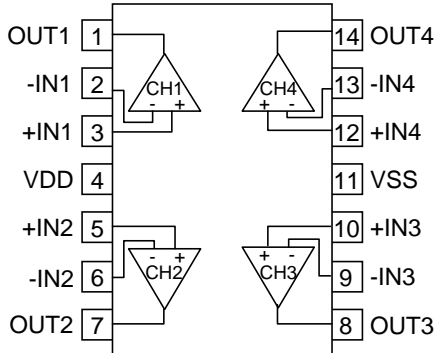 OUT1 1 14 OUT4
-IN1 2 CH1 CH4 13 -IN4
- + + -
+IN1 3 12 +IN4
VDD 4 11 VSS
+IN2 5 10 +IN3
- + + -
-IN2 6 CH2 CH3 9 -IN3
OUT2 7 8 OUT3